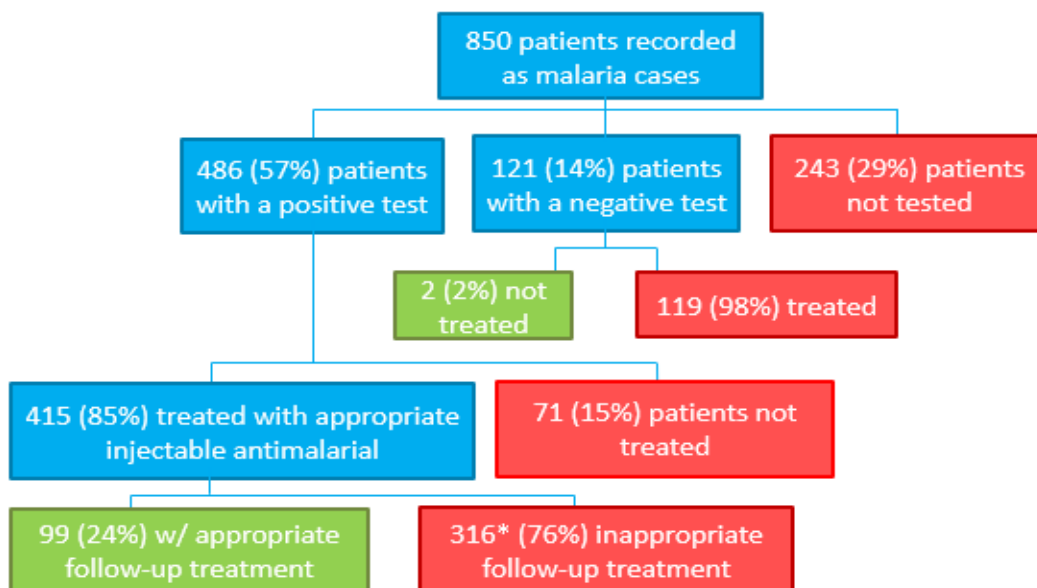 850 patients recorded
as malaria cases
486 (57%) patients
with a positive test
121 (14%) patients
with a negative test
243 (29%) patients
not tested
2 (2%) not
treated
119 (98%) treated
415 (85%) treated with appropriate
injectable antimalarial
71 (15%) patients not
treated
99 (24%) w/ appropriate
follow-up treatment
316* (76%) inappropriate
follow-up treatment